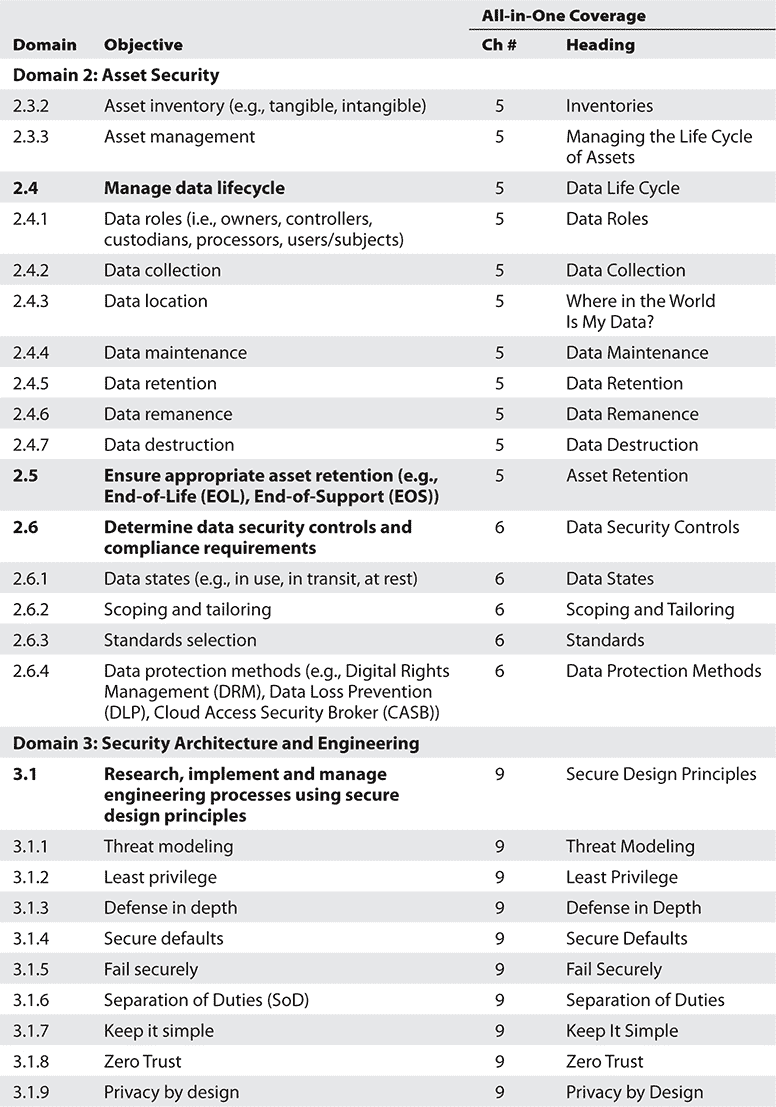 All-in-One Coverage
Domain Objective Ch # Heading
Domain 2: Asset Security
2.3.2 Asset inventory (e.g., tangible, intangible) 5 Inventories
2.3.3 Asset management 5 Managing the Life Cycle
of Assets
2.4 Manage data lifecycle 5 Data Life Cycle
2.4.1 Data roles (i.e., owners, controllers, 5 Data Roles
custodians, processors, users/subjects)
2.4.2 Data collection 5 Data Collection
2.4.3 Data location 5 Where in the World
Is My Data?
2.4.4 Data maintenance 5 Data Maintenance
2.4.5 Data retention 5 Data Retention
2.4.6 Data remanence 5 Data Remanence
2.4.7 Data destruction 5 Data Destruction
2.5 Ensure appropriate asset retention (e.g., 5 Asset Retention
End-of-Life (EOL), End-of-Support (EOS))
2.6 Determine data security controls and 6 Data Security Controls
compliance requirements
2.6.1 Data states (e.g., in use, in transit, at rest) 6 Data States
2.6.2 Scoping and tailoring 6 Scoping and Tailoring
2.6.3 Standards selection 6 Standards
2.6.4 Data protection methods (e.g., Digital Rights 6 Data Protection Methods
Management (DRM), Data Loss Prevention
(DLP), Cloud Access Security Broker (CASB))
Domain 3: Security Architecture and Engineering
3.1 Research, implement and manage 9 Secure Design Principles
engineering processes using secure
design principles
3.1.1 Threat modeling 9 Threat Modeling
3.1.2 Least privilege 9 Least Privilege
3.1.3 Defense in depth 9 Defense in Depth
3.1.4 Secure defaults 9 Secure Defaults
3.1.5 Fail securely 9 Fail Securely
3.1.6 Separation of Duties (SoD) 9 Separation of Duties
3.1.7 Keep it simple 9 Keep It Simple
3.1.8 Zero Trust 9 Zero Trust
3.1.9 Privacy by design 9 Privacy by Design